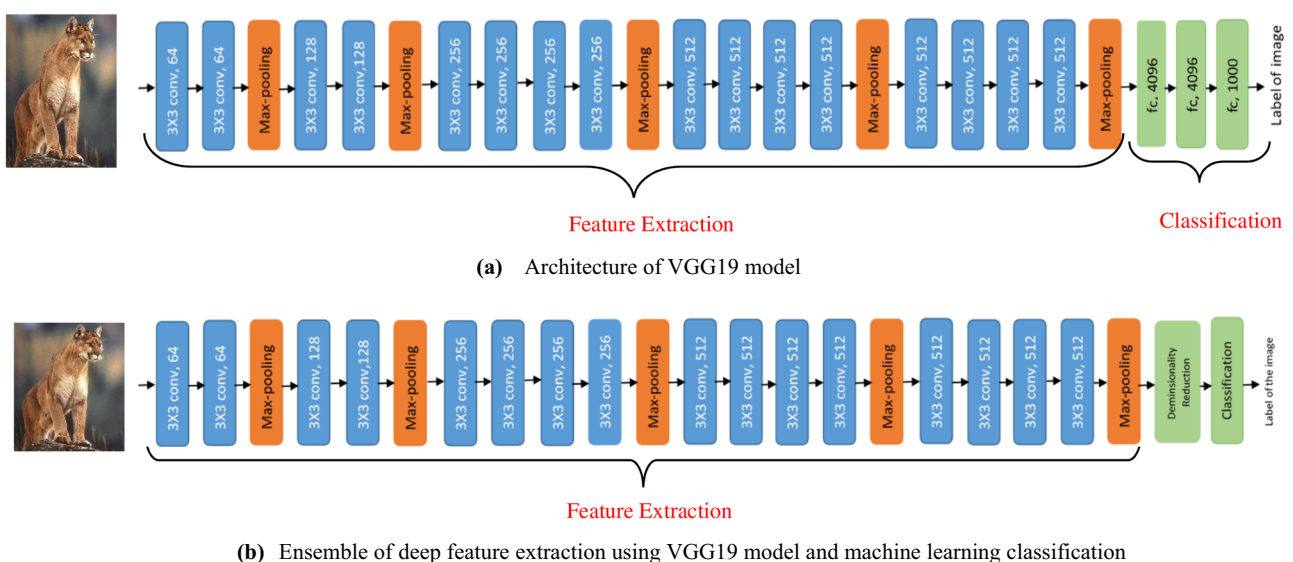 3X3 conv, 64
3X3 conv, 64
Max-pooling
3X3 conv, 128
3X3 conv,128
Max-pooling
3X3 conv, 256
3X3 conv, 256
3X3 conv, 256
3X3 conv, 256
Max-pooling
3X3 conv, 512
3X3 conv, 512
3X3 conv, 512
3X3 conv, 512
Max-pooling
3X3 conv, 512
3X3 conv, 512
3X3 conv, 512
3X3 conv, 512
Max-pooling
fc, 4096
fc, 4096
fc, 1000
Label of image
Feature Extraction
Classification
(a) Architecture of VGG19 model
3X3 conv, 64
3X3 conv, 64
Max-pooling
3X3 conv, 128
3X3 conv,128
Max-pooling
3X3 conv, 256
3X3 conv, 256
3X3 conv, 256
3X3 conv, 256
Max-pooling
3X3 conv, 512
3X3 conv, 512
3X3 conv, 512
3X3 conv, 512
Max-pooling
3X3 conv, 512
3X3 conv, 512
3X3 conv, 512
3X3 conv, 512
Max-pooling
Deminsionality
Reduction
Classification
Label of the image
Feature Extraction
(b) Ensemble of deep feature extraction using VGG19 model and machine learning classification